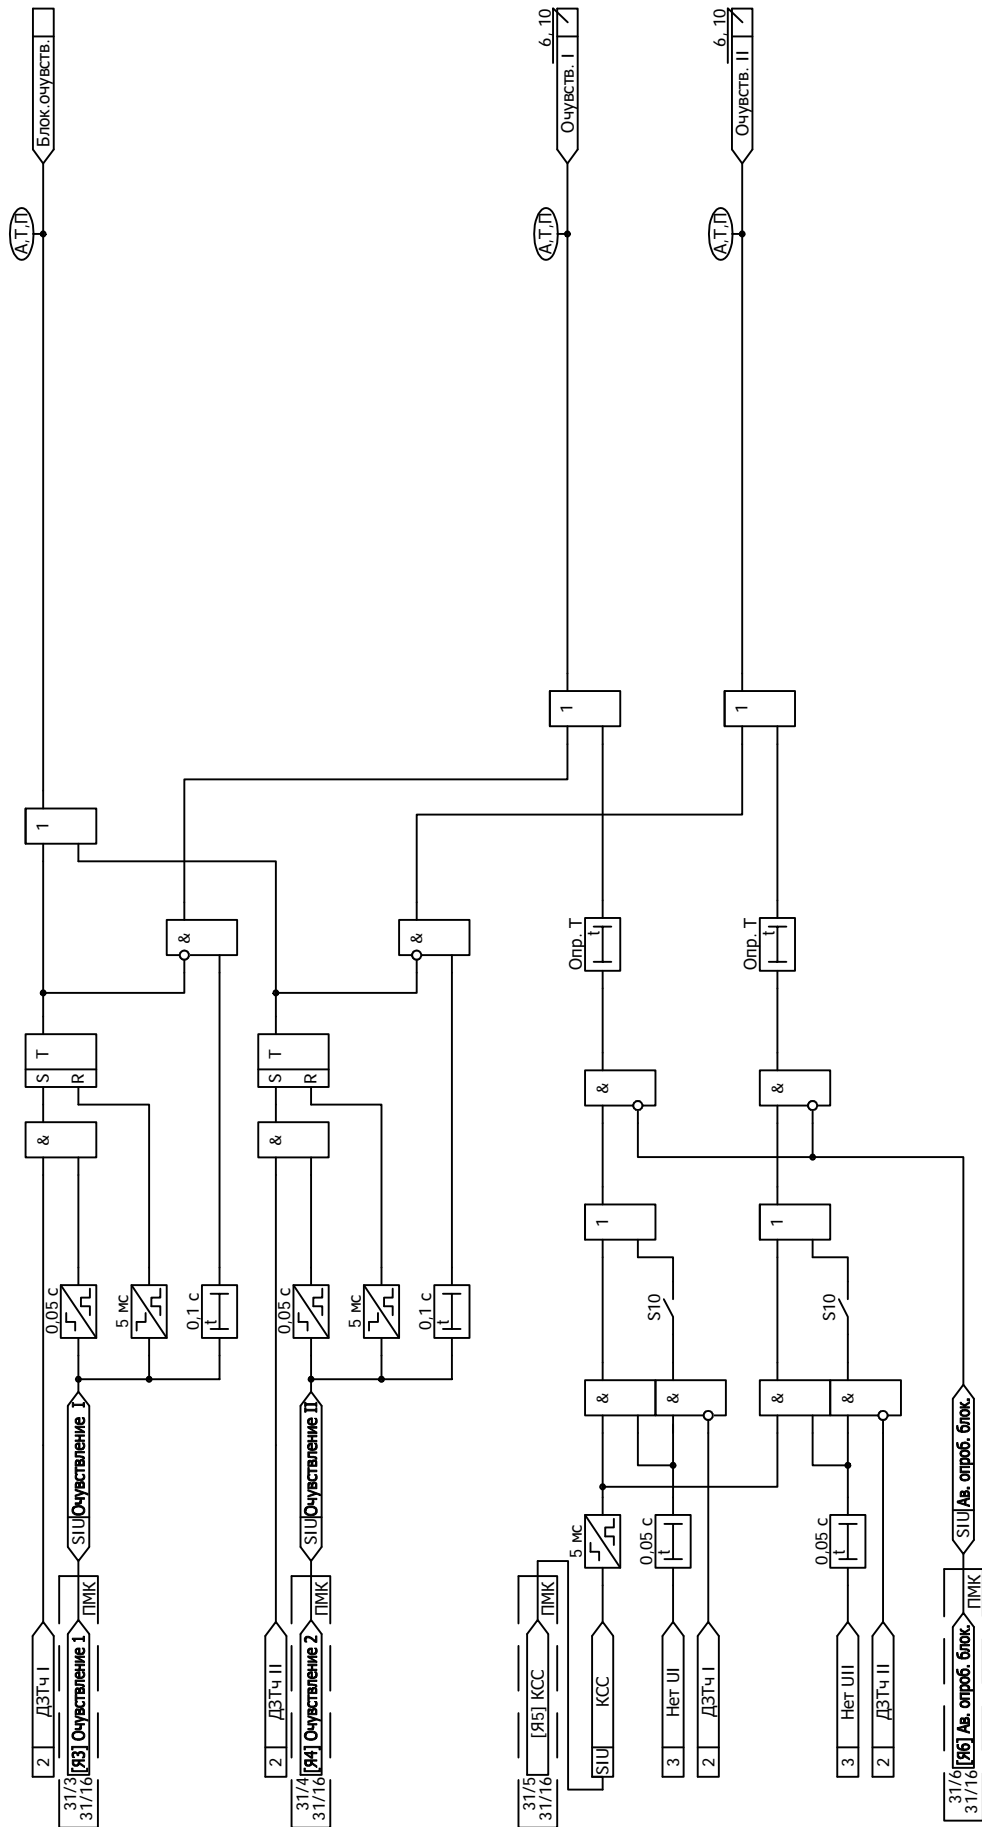 2 ДЗТч I
31/3
31/16
[Я3] Очувствление 1
ПМК
SIU Очувствление I
0,05 с
5 мс
0,1 с
t
&
S T
R
&
1
А,Т,П
Блок.очувств.
2 ДЗТч II
31/4
31/16
[Я4] Очувствление 2
ПМК
SIU Очувствление II
0,05 с
5 мс
0,1 с
t
&
S T
R
&
31/5
31/16
[Я5] КСС
ПМК
SIU КСС
5 мс
3 Нет UI
0,05 с
t
2 ДЗТч I
&
&
S10
1
&
Опр. Т
t
1
А,Т,П
Очувств. I
6, 10
3 Нет UII
0,05 с
t
2 ДЗТч II
&
&
S10
1
&
Опр. Т
t
1
А,Т,П
Очувств. II
6, 10
31/6
31/16
[Я6] Ав. опроб. блок.
ПМК
SIU Ав. опроб. блок.